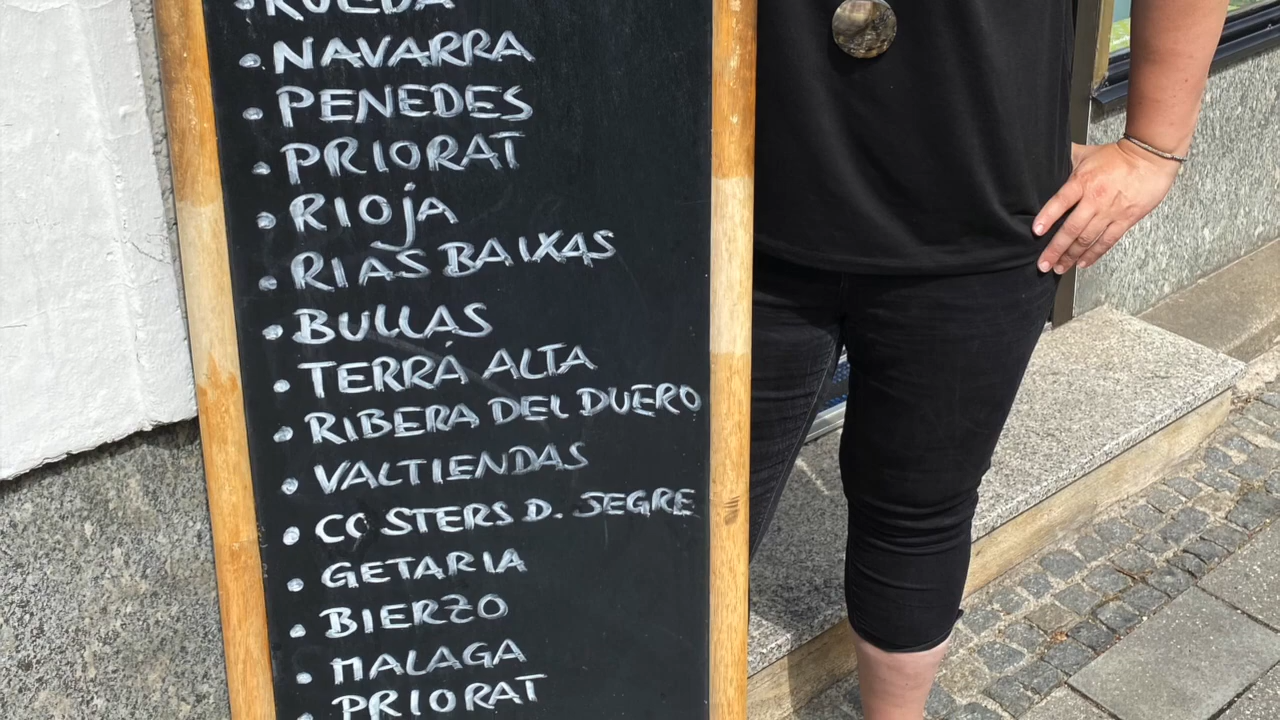 • RUEDA
• NAVARRA
• PENEDES
• PRIORAT
• RIOjA
• RIAS BAIXAS
• BULLAS
• TERRA ALTA
• RIBERA DEL DUERO
• VALTIENDAS
• COSTERS D. SEGRE
• GETARIA
• BIERZO
• MALAGA
• PRIORAT